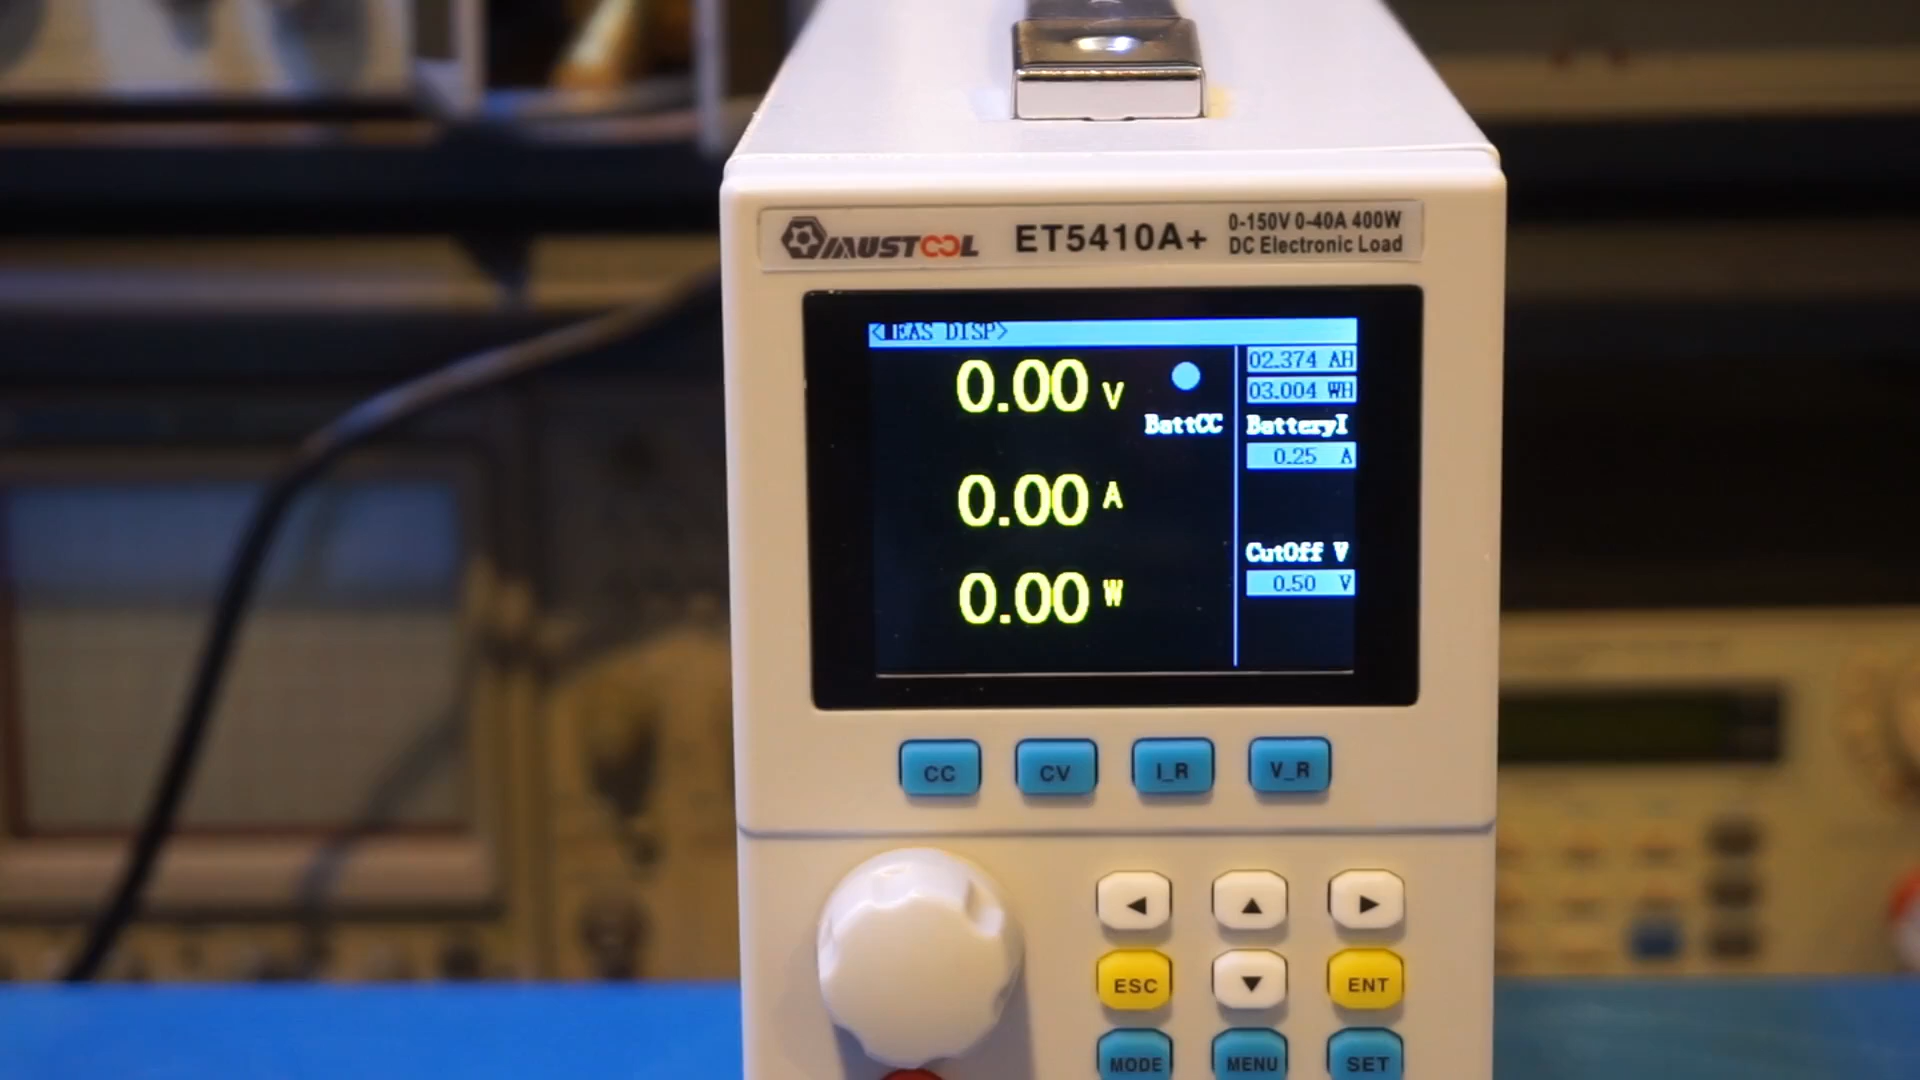 MUSTOOL ET5410A+ 0-150V 0-40A 400W
DC Electronic Load
<MEAS DISP>
0.00 V
BattCC
0.00 A
0.00 W
02.374 AH
03.004 WH
BatteryI
0.25 A
CutOff V
0.50 V
CC CV I_R V_R
ESC ENT
MODE MENU SET